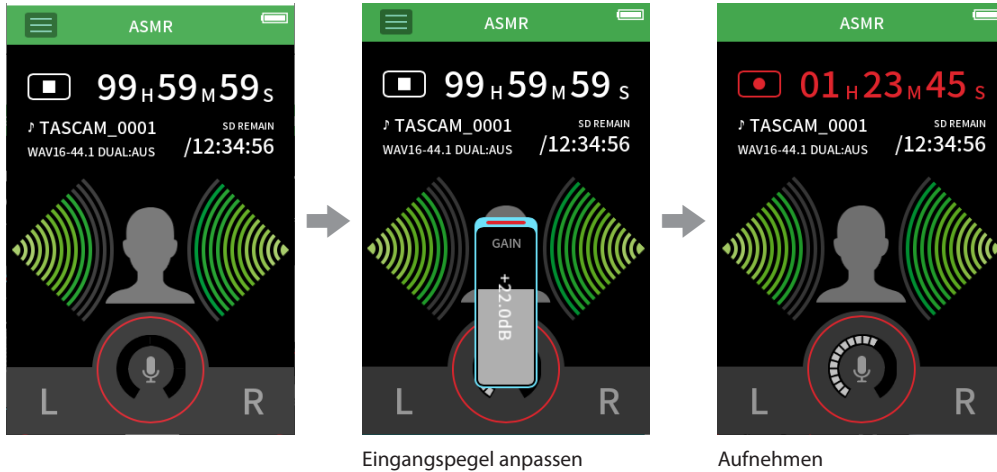 ASMR
99H59M59S
♪ TASCAM_0001
SD REMAIN
WAV16-44.1 DUAL:AUS
/12:34:56
L
R
ASMR
99H59M59S
♪ TASCAM_0001
SD REMAIN
WAV16-44.1 DUAL:AUS
/12:34:56
GAIN
+22.0dB
L
R
Eingangspegel anpassen
ASMR
01H23M45S
♪ TASCAM_0001
SD REMAIN
WAV16-44.1 DUAL:AUS
/12:34:56
L
R
Aufnehmen